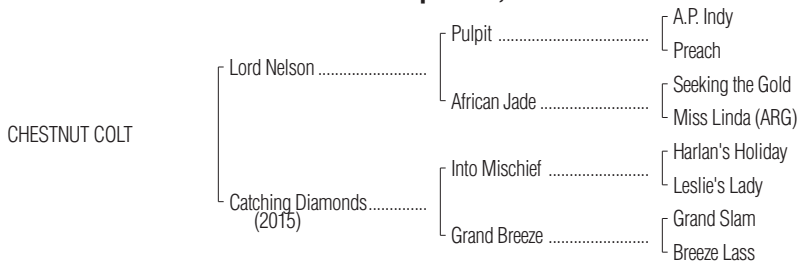 A.P. Indy
Pulpit
Preach
Lord Nelson
Seeking the Gold
African Jade
Miss Linda (ARG)
CHESTNUT COLT
Harlan's Holiday
Into Mischief
Leslie's Lady
Catching Diamonds
(2015)
Grand Slam
Grand Breeze
Breeze Lass